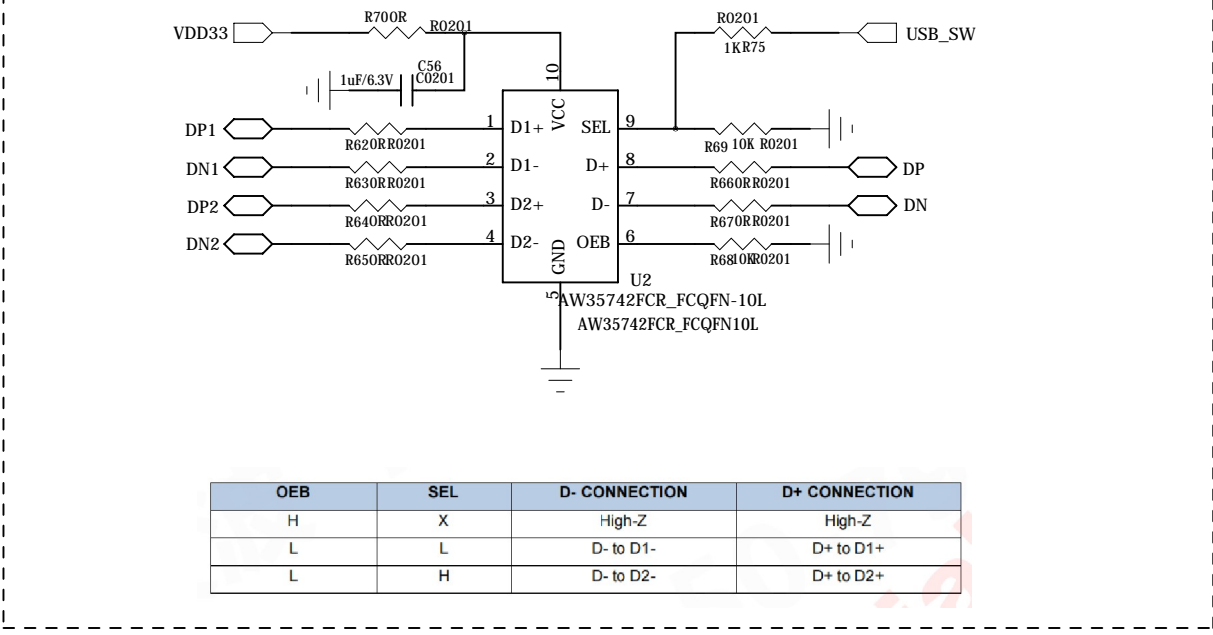 R700R
R0201
R0201
VDD33
USB_SW
1KR75
C56
1uF/6.3V
C0201
10
VCC
DP1
1
D1+
SEL
9
R620RR0201
R69 10K R0201
DN1
2
D1-
D+
8
DP
R630RR0201
R660RR0201
DP2
3
D2+
D-
7
DN
R640RR0201
R670RR0201
DN2
4
D2-
OEB
6
R650RR0201
R6810KR0201
GND
5
U2
AW35742FCR_FCQFN-10L
AW35742FCR_FCQFN10L
OEB SEL D- CONNECTION D+ CONNECTION
H X High-Z High-Z
L L D- to D1- D+ to D1+
L H D- to D2- D+ to D2+